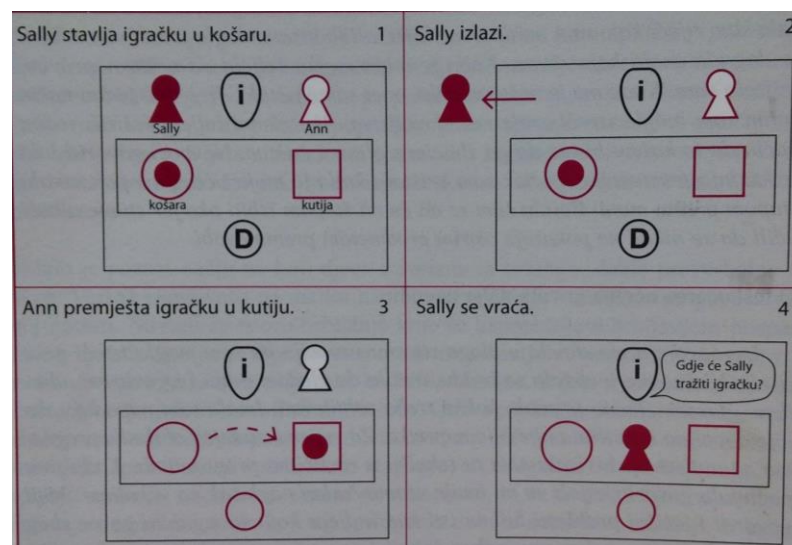 Sally stavlja igračku u košaru. 1
i
Sally
Ann
košara
kutija
D
Sally izlazi. 2
i
D
Ann premješta igračku u kutiju. 3
i
Sally se vraća. 4
i
Gdje će Sally
tražiti igračku?